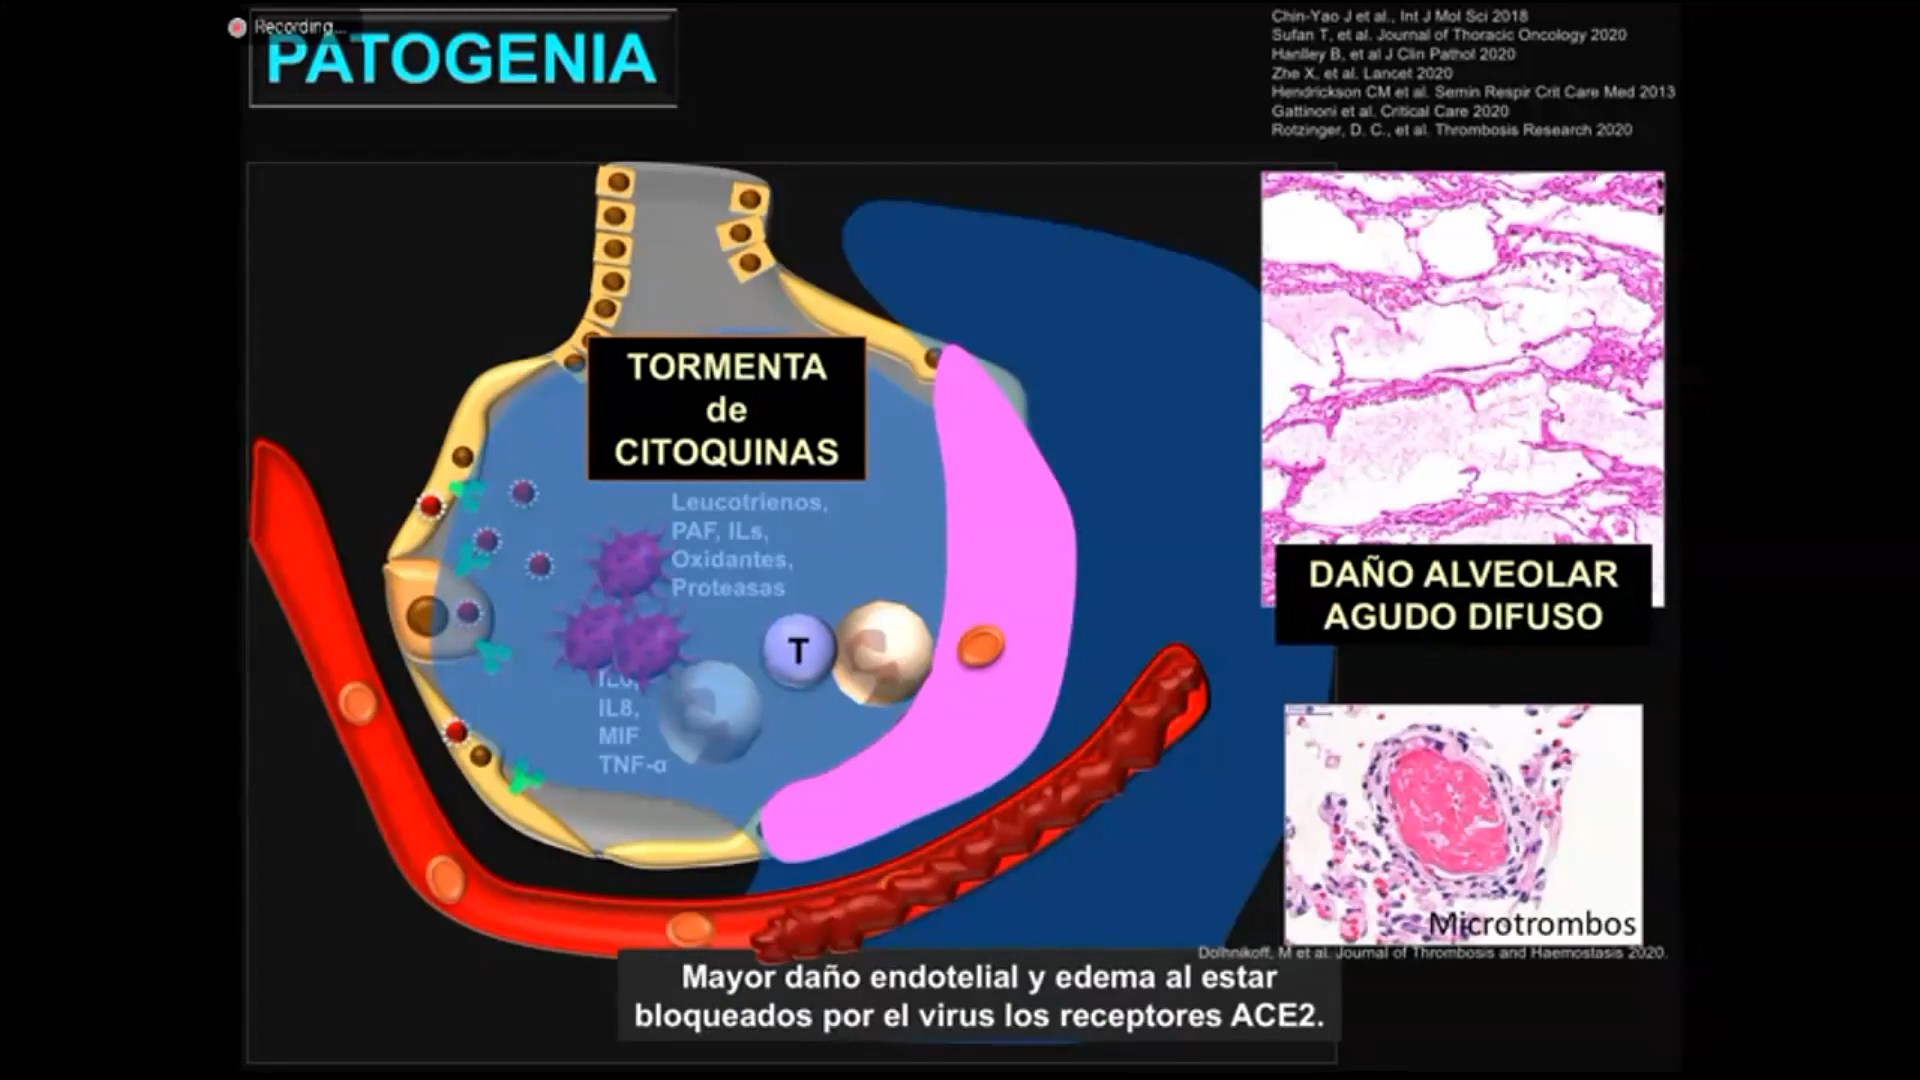 Recording...
PATOGENIA
Chin-Yao J et al., Int J Mol Sci 2018
Sufan T, et al. Journal of Thoracic Oncology 2020
Hanlley B, et al J Clin Pathol 2020
Zhe X, et al. Lancet 2020
Hendrickson CM et al. Semin Respir Crit Care Med 2013
Gattinoni et al. Critical Care 2020
Rotzinger, D. C., et al. Thrombosis Research 2020
TORMENTA
de
CITOQUINAS
Leucotrienos,
PAF, ILs,
Oxidantes,
Proteasas
T
IL6,
IL8,
MIF
TNF-α
DAÑO ALVEOLAR
AGUDO DIFUSO
Microtrombos
Dolhnikoff, M et al. Journal of Thrombosis and Haemostasis 2020.
Mayor daño endotelial y edema al estar
bloqueados por el virus los receptores ACE2.